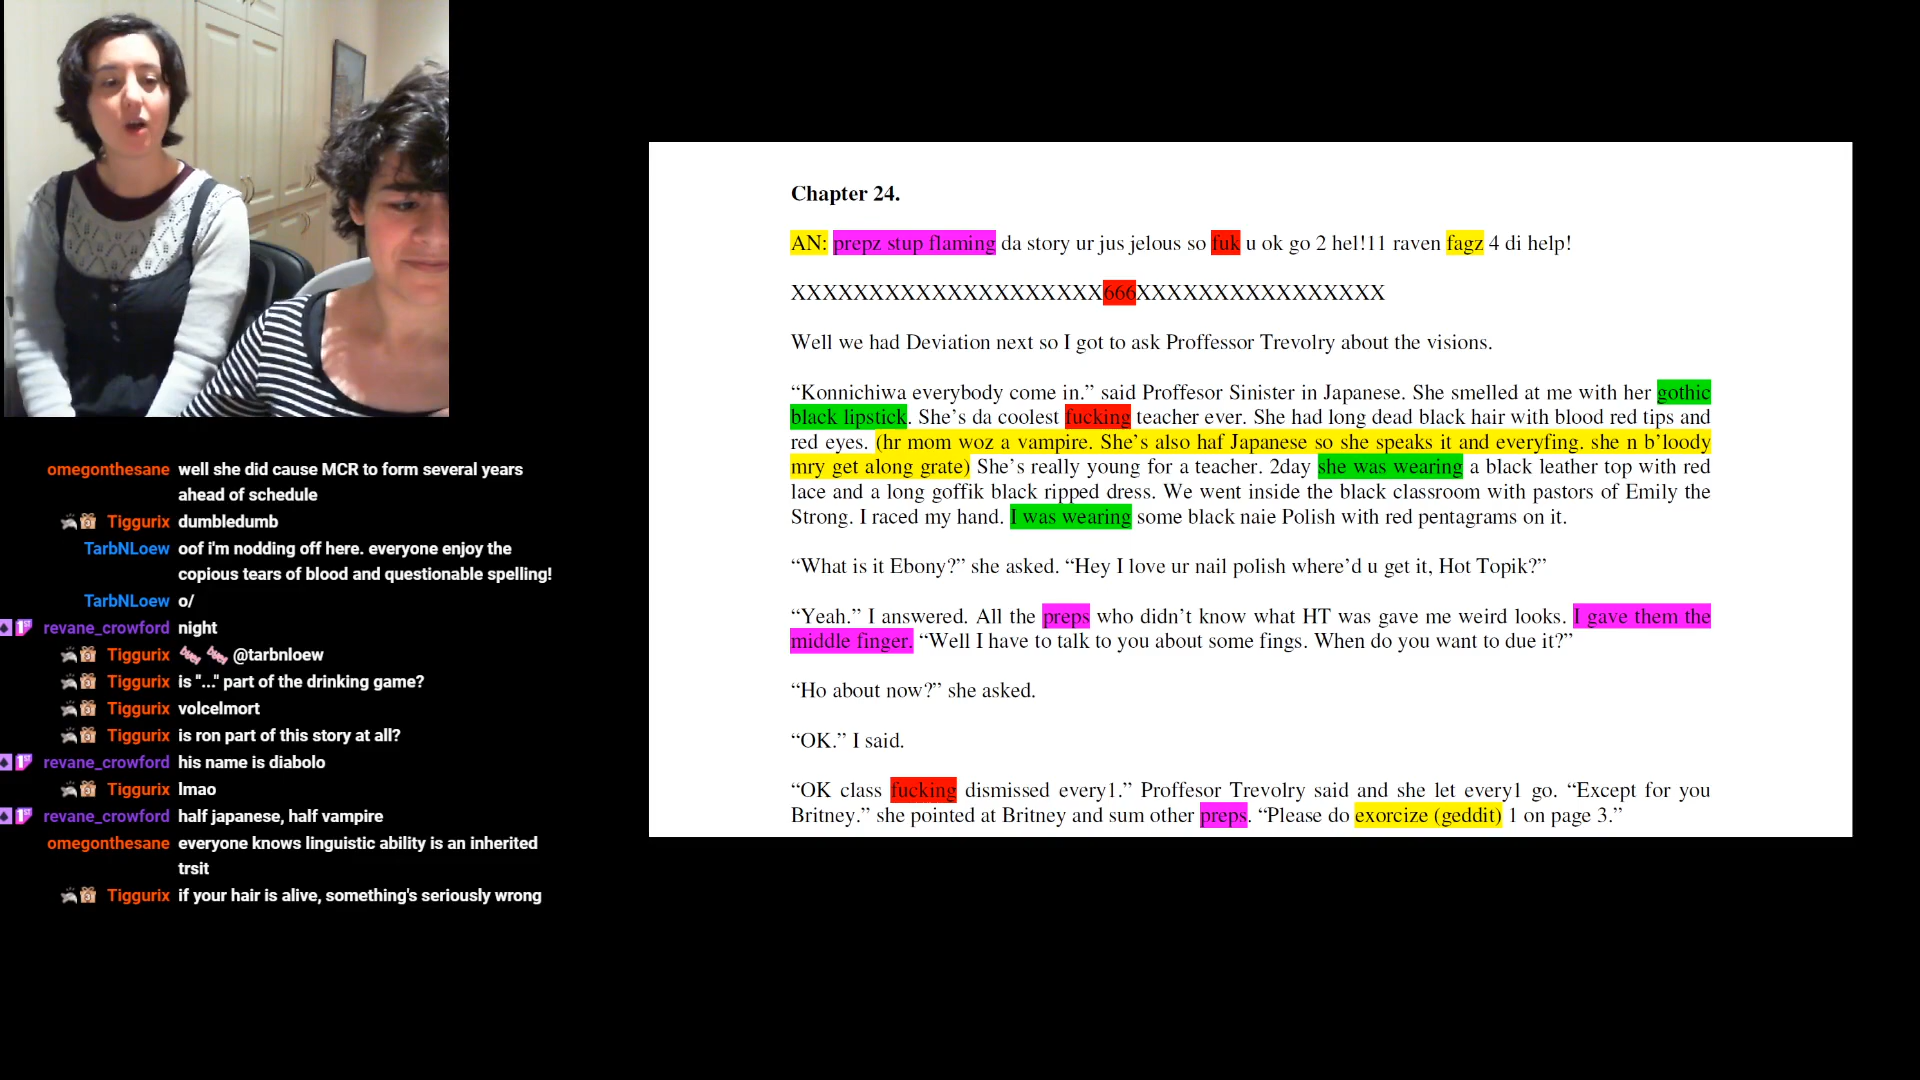 omegonthesane well she did cause MCR to form several years
ahead of schedule
Tiggurix dumbledumb
TarbNLoew oof i'm nodding off here. everyone enjoy the
copious tears of blood and questionable spelling!
TarbNLoew o/
revane_crowford night
Tiggurix @tarbnloew
Tiggurix is "..." part of the drinking game?
Tiggurix volcelmort
Tiggurix is ron part of this story at all?
revane_crowford his name is diabolo
Tiggurix lmao
revane_crowford half japanese, half vampire
omegonthesane everyone knows linguistic ability is an inherited
trsit
Tiggurix if your hair is alive, something's seriously wrong
Chapter 24.
AN: prepz stup flaming da story ur jus jelous so fuk u ok go 2 hel!11 raven fagz 4 di help!
XXXXXXXXXXXXXXXXXXXX666XXXXXXXXXXXXXXXX
Well we had Deviation next so I got to ask Proffessor Trevolry about the visions.
“Konnichiwa everybody come in.” said Proffesor Sinister in Japanese. She smelled at me with her gothic
black lipstick. She’s da coolest fucking teacher ever. She had long dead black hair with blood red tips and
red eyes. (hr mom woz a vampire. She’s also haf Japanese so she speaks it and everyfing. she n b’loody
mry get along grate) She’s really young for a teacher. 2day she was wearing a black leather top with red
lace and a long goffik black ripped dress. We went inside the black classroom with pastors of Emily the
Strong. I raced my hand. I was wearing some black naie Polish with red pentagrams on it.
“What is it Ebony?” she asked. “Hey I love ur nail polish where’d u get it, Hot Topik?”
“Yeah.” I answered. All the preps who didn’t know what HT was gave me weird looks. I gave them the
middle finger. “Well I have to talk to you about some fings. When do you want to due it?”
“Ho about now?” she asked.
“OK.” I said.
“OK class fucking dismissed every1.” Proffesor Trevolry said and she let every1 go. “Except for you
Britney.” she pointed at Britney and sum other preps. “Please do exorcize (geddit) 1 on page 3.”